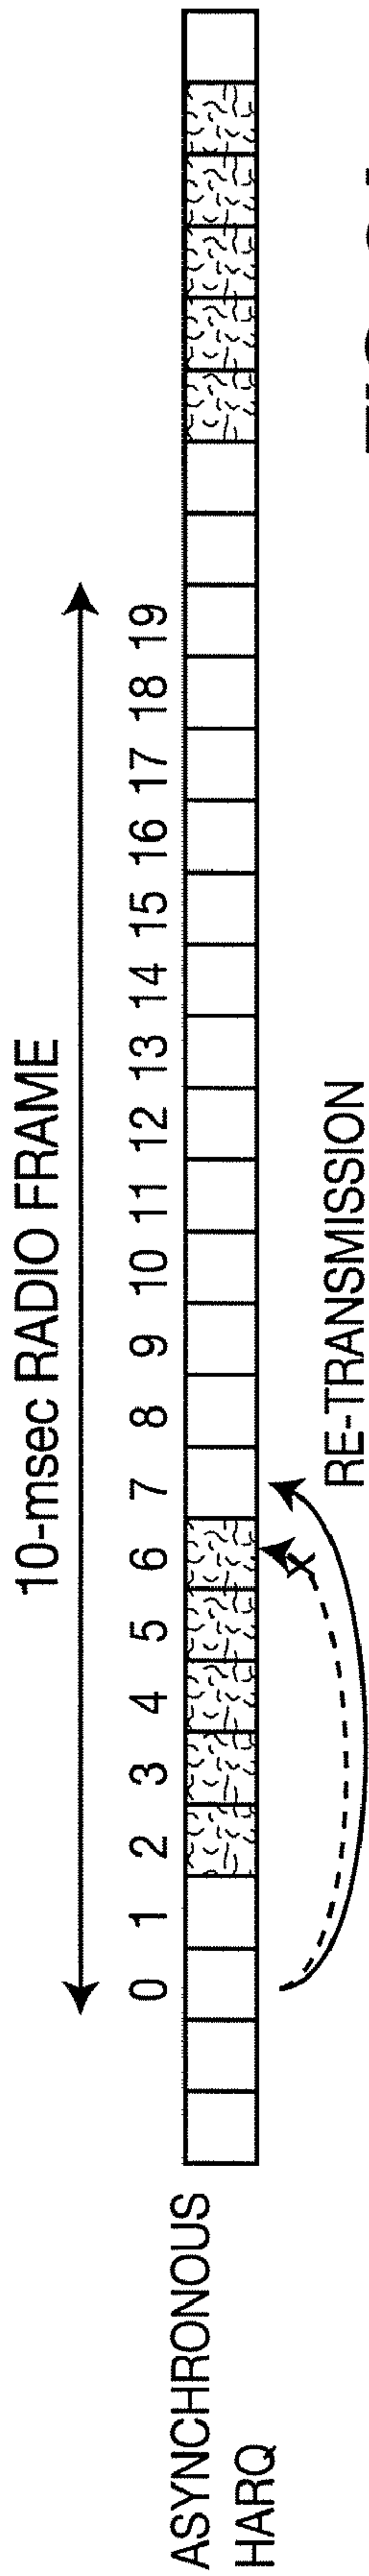 10-msec RADIO FRAME
0 1 2 3 4 5 6 7 8 9 10 11 12 13 14 15 16 17 18 19
ASYNCHRONOUS
HARQ
X
RE-TRANSMISSION